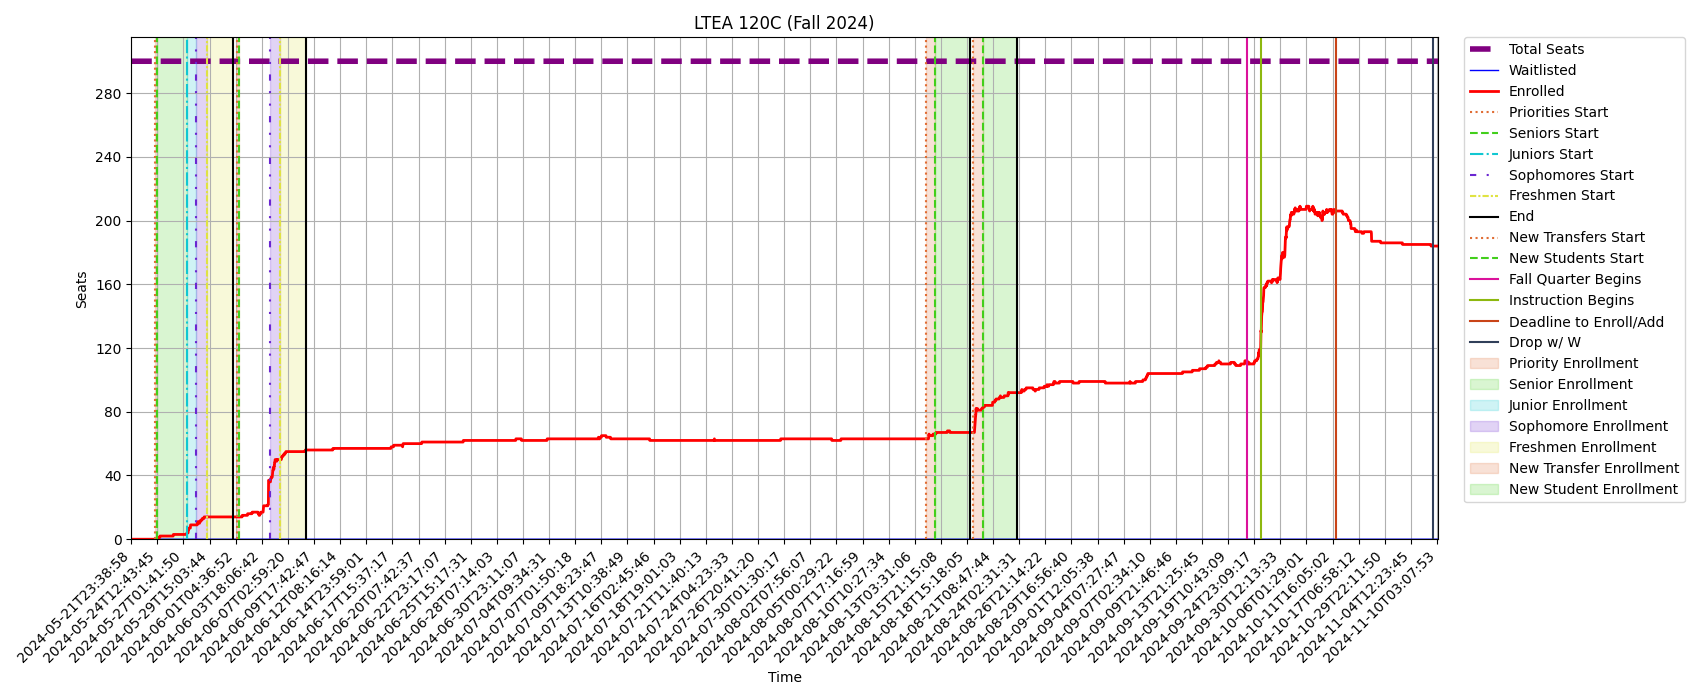 LTEA 120C (Fall 2024)
Seats
280
240
200
160
120
80
40
0
2024-05-21T23:38:58
2024-05-24T12:43:45
2024-05-27T01:41:50
2024-05-29T15:03:44
2024-06-01T04:36:52
2024-06-03T18:06:42
2024-06-07T02:59:20
2024-06-09T17:42:47
2024-06-12T08:16:14
2024-06-14T23:59:01
2024-06-17T15:37:17
2024-06-20T07:42:37
2024-06-22T23:17:07
2024-06-25T15:17:31
2024-06-28T07:14:03
2024-06-30T23:11:07
2024-07-04T09:34:31
2024-07-07T01:50:18
2024-07-09T18:23:47
2024-07-13T10:38:49
2024-07-16T02:45:46
2024-07-18T19:01:03
2024-07-21T11:40:13
2024-07-24T04:23:33
2024-07-26T20:41:20
2024-07-30T01:30:17
2024-08-02T07:56:07
2024-08-05T00:29:22
2024-08-07T17:16:59
2024-08-10T10:27:34
2024-08-13T03:31:06
2024-08-15T21:15:08
2024-08-18T15:18:05
2024-08-21T08:47:44
2024-08-24T02:31:31
2024-08-26T21:14:22
2024-08-29T16:56:40
2024-09-01T12:05:38
2024-09-04T07:27:47
2024-09-07T02:34:10
2024-09-09T21:46:46
2024-09-13T21:25:45
2024-09-19T10:43:09
2024-09-24T23:09:17
2024-09-30T12:13:33
2024-10-06T01:29:01
2024-10-11T16:05:02
2024-10-17T06:58:12
2024-10-29T22:11:50
2024-11-04T12:23:45
2024-11-10T03:07:53
Time
Total Seats
Waitlisted
Enrolled
Priorities Start
Seniors Start
Juniors Start
Sophomores Start
Freshmen Start
End
New Transfers Start
New Students Start
Fall Quarter Begins
Instruction Begins
Deadline to Enroll/Add
Drop w/ W
Priority Enrollment
Senior Enrollment
Junior Enrollment
Sophomore Enrollment
Freshmen Enrollment
New Transfer Enrollment
New Student Enrollment